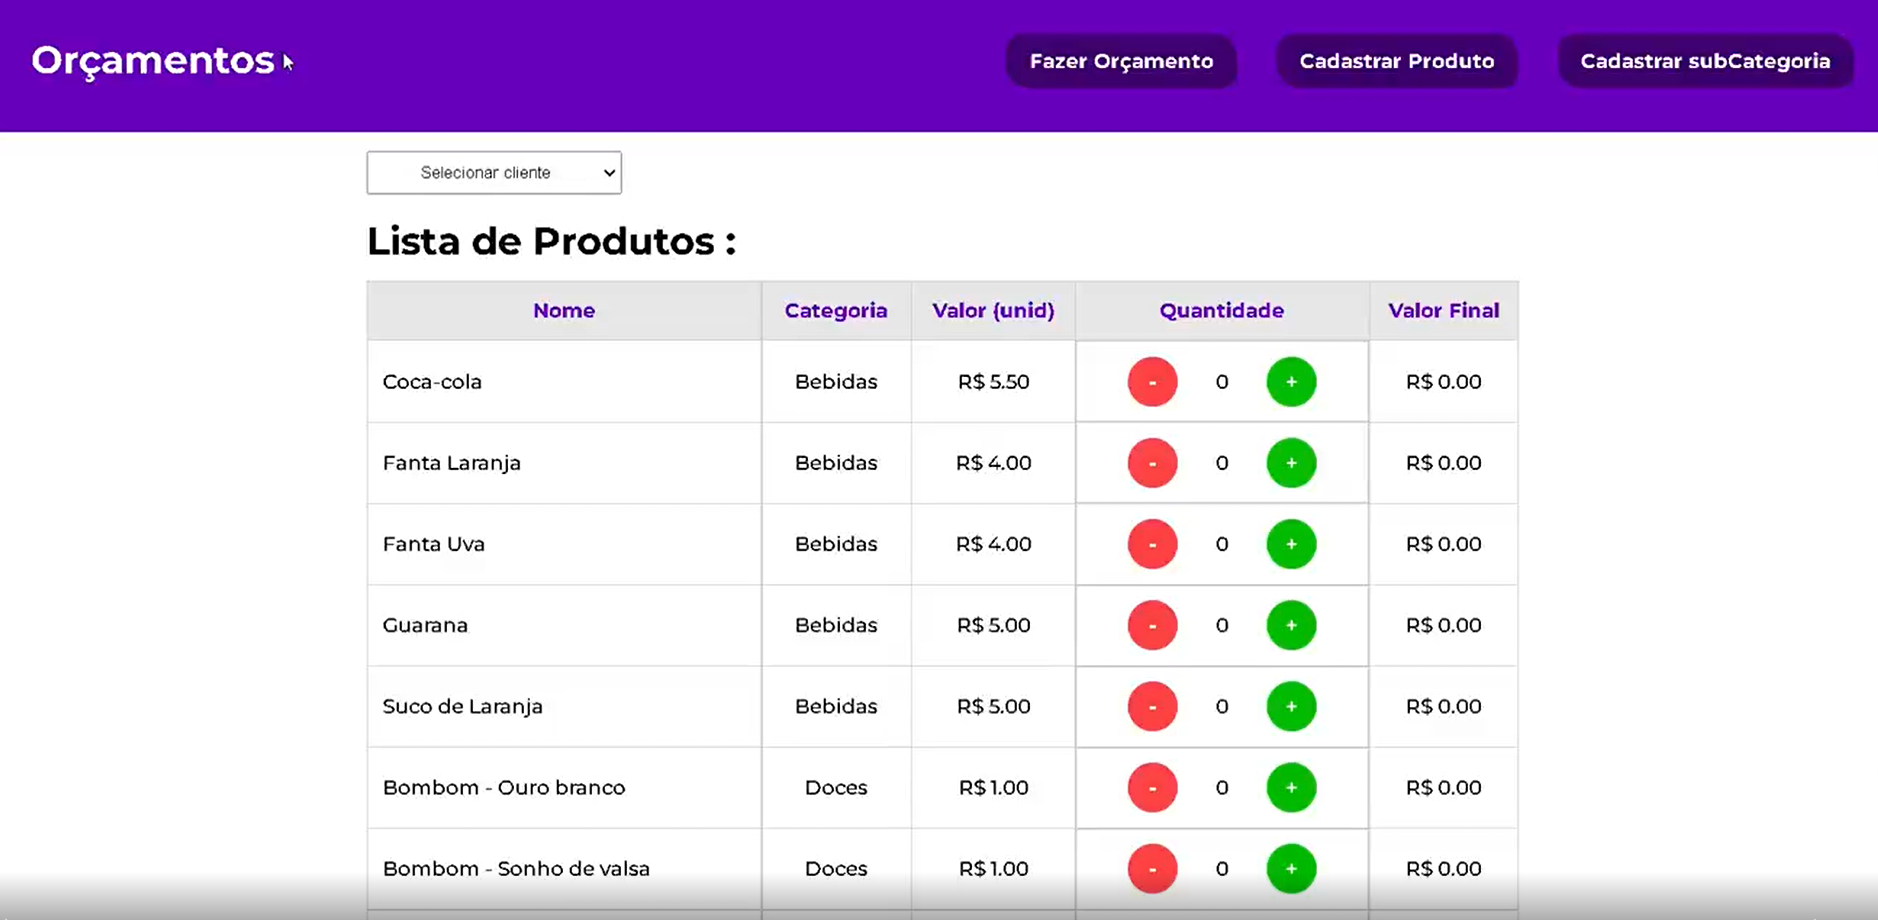 Orçamentos
Fazer Orçamento Cadastrar Produto Cadastrar subCategoria
Selecionar cliente
Lista de Produtos :
Nome Categoria Valor (unid) Quantidade Valor Final
Coca-cola Bebidas R$ 5.50 - 0 + R$ 0.00
Fanta Laranja Bebidas R$ 4.00 - 0 + R$ 0.00
Fanta Uva Bebidas R$ 4.00 - 0 + R$ 0.00
Guarana Bebidas R$ 5.00 - 0 + R$ 0.00
Suco de Laranja Bebidas R$ 5.00 - 0 + R$ 0.00
Bombom - Ouro branco Doces R$ 1.00 - 0 + R$ 0.00
Bombom - Sonho de valsa Doces R$ 1.00 - 0 + R$ 0.00